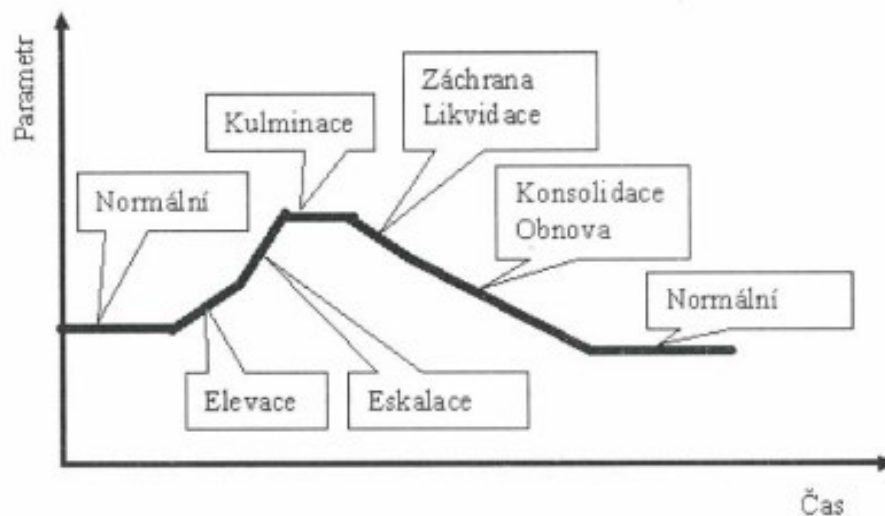 Parametr
Záchrana
Likvidace
Kulminace
Konsolidace
Obnova
Normální
Normální
Elevace
Eskalace
Čas